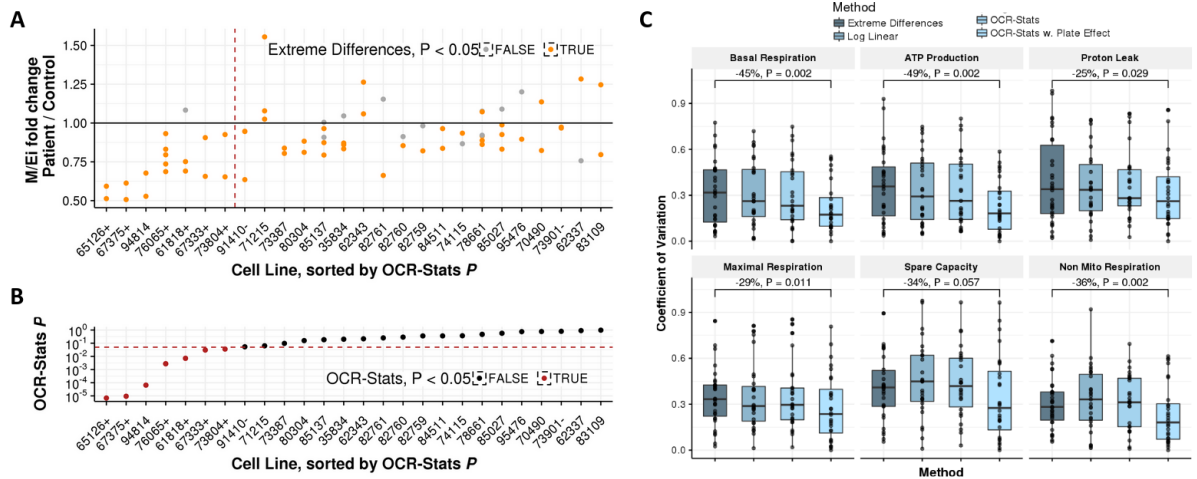 A
M/Ei fold change
Patient / Control
1.50
1.25
1.00
0.75
0.50
Extreme Differences, P < 0.05 FALSE TRUE
65126+
67375+
94814
76065+
61818+
67333+
73804+
91410-
71215
73387
80304
85137
35834
62343
82761
82760
82759
84511
74115
78661
85027
95476
70490
73901-
62337
83109
Cell Line, sorted by OCR-Stats P
B
OCR-Stats P
10⁰
10⁻¹
10⁻²
10⁻³
10⁻⁴
10⁻⁵
OCR-Stats, P < 0.05 FALSE TRUE
65126+
67375+
94814
76065+
61818+
67333+
73804+
91410-
71215
73387
80304
85137
35834
62343
82761
82760
82759
84511
74115
78661
85027
95476
70490
73901-
62337
83109
Cell Line, sorted by OCR-Stats P
C
Method
Extreme Differences
Log Linear
OCR-Stats
OCR-Stats w. Plate Effect
Coefficient of Variation
Basal Respiration
-45%, P = 0.002
ATP Production
-49%, P = 0.002
Proton Leak
-25%, P = 0.029
0.9
0.6
0.3
0.0
Maximal Respiration
-29%, P = 0.011
Spare Capacity
-34%, P = 0.057
Non Mito Respiration
-36%, P = 0.002
0.9
0.6
0.3
0.0
Method